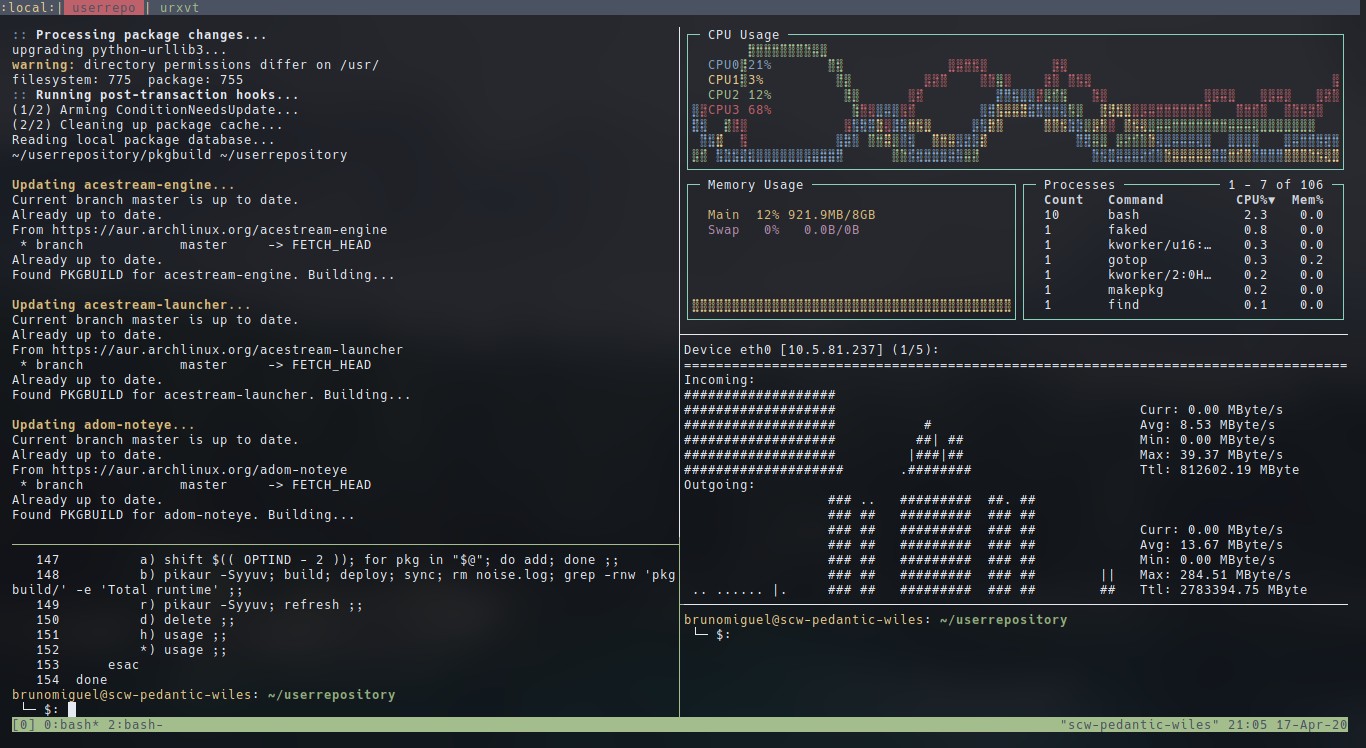 :local:| userrepo | urxvt
:: Processing package changes...
upgrading python-urllib3...
warning: directory permissions differ on /usr/
filesystem: 775  package: 755
:: Running post-transaction hooks...
(1/2) Arming ConditionNeedsUpdate...
(2/2) Cleaning up package cache...
Reading local package database...
~/userrepository/pkgbuild ~/userrepository
Updating acestream-engine...
Current branch master is up to date.
Already up to date.
From https://aur.archlinux.org/acestream-engine
 * branch            master     -> FETCH_HEAD
Already up to date.
Found PKGBUILD for acestream-engine. Building...
Updating acestream-launcher...
Current branch master is up to date.
Already up to date.
From https://aur.archlinux.org/acestream-launcher
 * branch            master     -> FETCH_HEAD
Already up to date.
Found PKGBUILD for acestream-launcher. Building...
Updating adom-noteye...
Current branch master is up to date.
Already up to date.
From https://aur.archlinux.org/adom-noteye
 * branch            master     -> FETCH_HEAD
Already up to date.
Found PKGBUILD for adom-noteye. Building...
147          a) shift $(( OPTIND - 2 )); for pkg in "$@"; do add; done ;;
148          b) pikaur -Syyuv; build; deploy; sync; rm noise.log; grep -rnw 'pkg
build/' -e 'Total runtime' ;;
149          r) pikaur -Syyuv; refresh ;;
150          d) delete ;;
151          h) usage ;;
152          *) usage ;;
153      esac
154  done
brunomiguel@scw-pedantic-wiles: ~/userrepository
└─ $:
CPU Usage
CPU0 21%
CPU1 3%
CPU2 12%
CPU3 68%
Memory Usage
Main  12% 921.9MB/8GB
Swap   0%   0.0B/0B
Processes  1 - 7 of 106
Count   Command         CPU%▼  Mem%
10      bash             2.3    0.0
1       faked            0.8    0.0
1       kworker/u16:…    0.3    0.0
1       gotop            0.3    0.2
1       kworker/2:0H…    0.2    0.0
1       makepkg          0.2    0.0
1       find             0.1    0.0
Device eth0 [10.5.81.237] (1/5):
===================================================================================
Incoming:
###################
###################                                      Curr: 0.00 MByte/s
###################           #                          Avg: 8.53 MByte/s
###################          ##| ##                      Min: 0.00 MByte/s
###################         |###|##                      Max: 39.37 MByte/s
####################       .########                     Ttl: 812602.19 MByte
Outgoing:
                  ### ..   #########  ##. ##
                  ### ##   #########  ### ##
                  ### ##   #########  ### ##             Curr: 0.00 MByte/s
                  ### ##   #########  ### ##             Avg: 13.67 MByte/s
                  ### ##   #########  ### ##             Min: 0.00 MByte/s
                  ### ##   #########  ### ##        ||   Max: 284.51 MByte/s
 .. ...... |.     ### ##   #########  ### ##        ##   Ttl: 2783394.75 MByte
brunomiguel@scw-pedantic-wiles: ~/userrepository
└─ $:
[0] 0:bash* 2:bash-  "scw-pedantic-wiles" 21:05 17-Apr-20